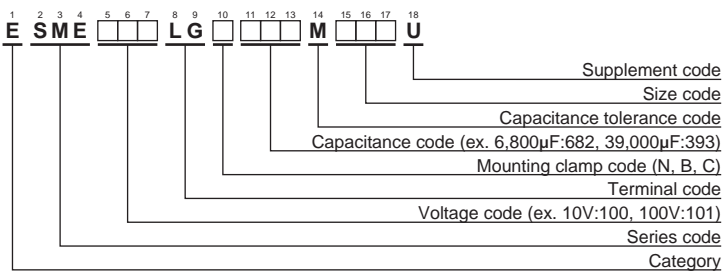 1 2 3 4 5 6 7 8 9 10 11 12 13 14 15 16 17 18
E SME □□□ LG □ □□□ M □□□ U
Supplement code
Size code
Capacitance tolerance code
Capacitance code (ex. 6,800μF:682, 39,000μF:393)
Mounting clamp code (N, B, C)
Terminal code
Voltage code (ex. 10V:100, 100V:101)
Series code
Category